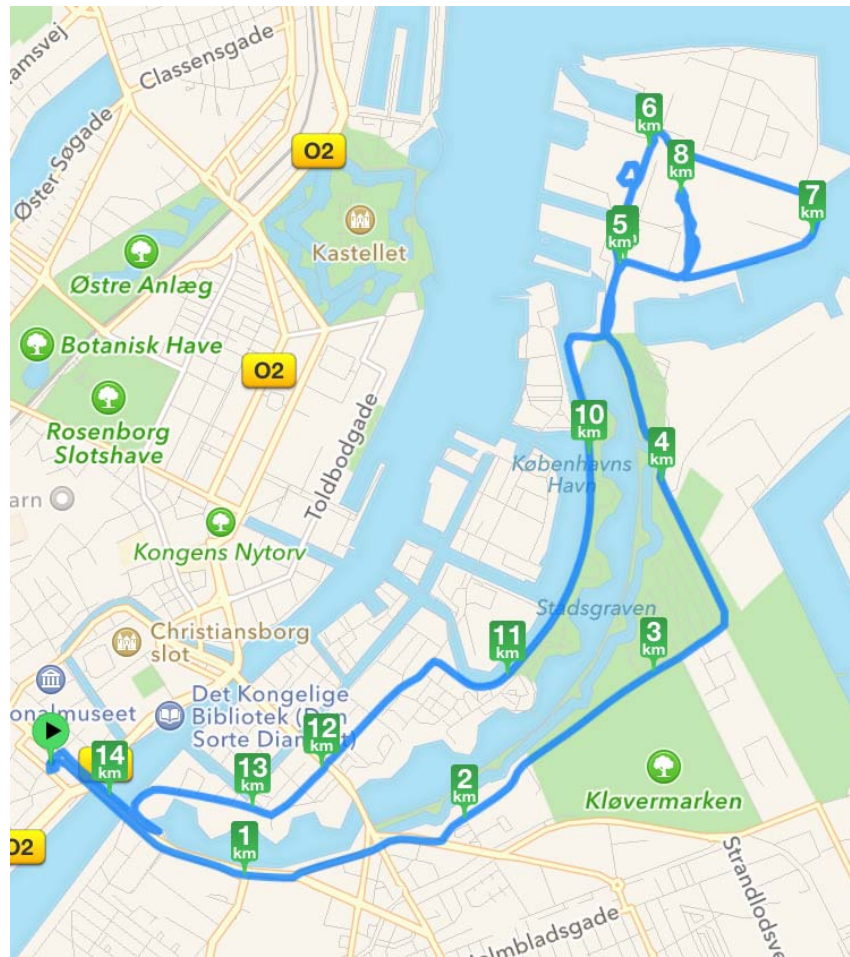 amsvej
Classensgade
Øster Søgade
O2
Kastellet
Østre Anlæg
Botanisk Have
O2
Rosenborg
Slotshave
Toldbodgade
arn
Kongens Nytorv
Christiansborg
slot
onalmuseet
Det Kongelige
Bibliotek (Den
Sorte Diamant)
6
km
8
km
7
km
5
km
10
km
4
km
Københavns
Havn
Stadsgraven
11
km
3
km
12
km
14
km
13
km
2
km
1
km
Kløvermarken
O2
Strandlodsve
olmbladsgade